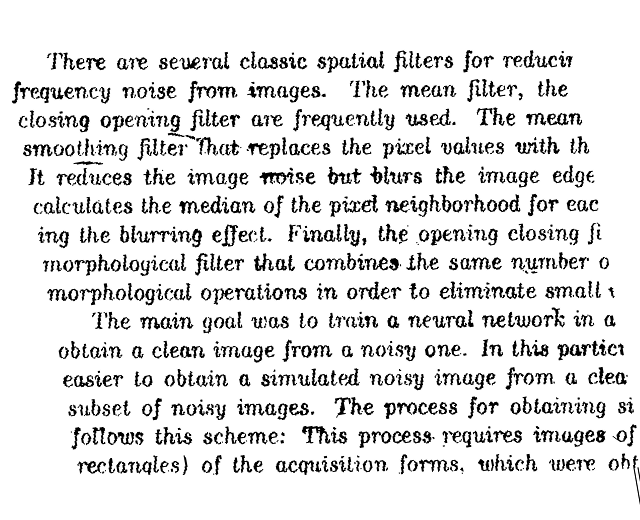 There are several classic spatial filters for reducin
frequency noise from images. The mean filter, the
closing opening filter are frequently used. The mean
smoothing filter that replaces the pixel values with th
It reduces the image noise but blurs the image edge
calculates the median of the pixel neighborhood for eac
ing the blurring effect. Finally, the opening closing fi
morphological filter that combines the same number o
morphological operations in order to eliminate small
The main goal was to train a neural network in a
obtain a clean image from a noisy one. In this partic
easier to obtain a simulated noisy image from a clea
subset of noisy images. The process for obtaining si
follows this scheme: This process requires images of
rectangles) of the acquisition forms, which were obt